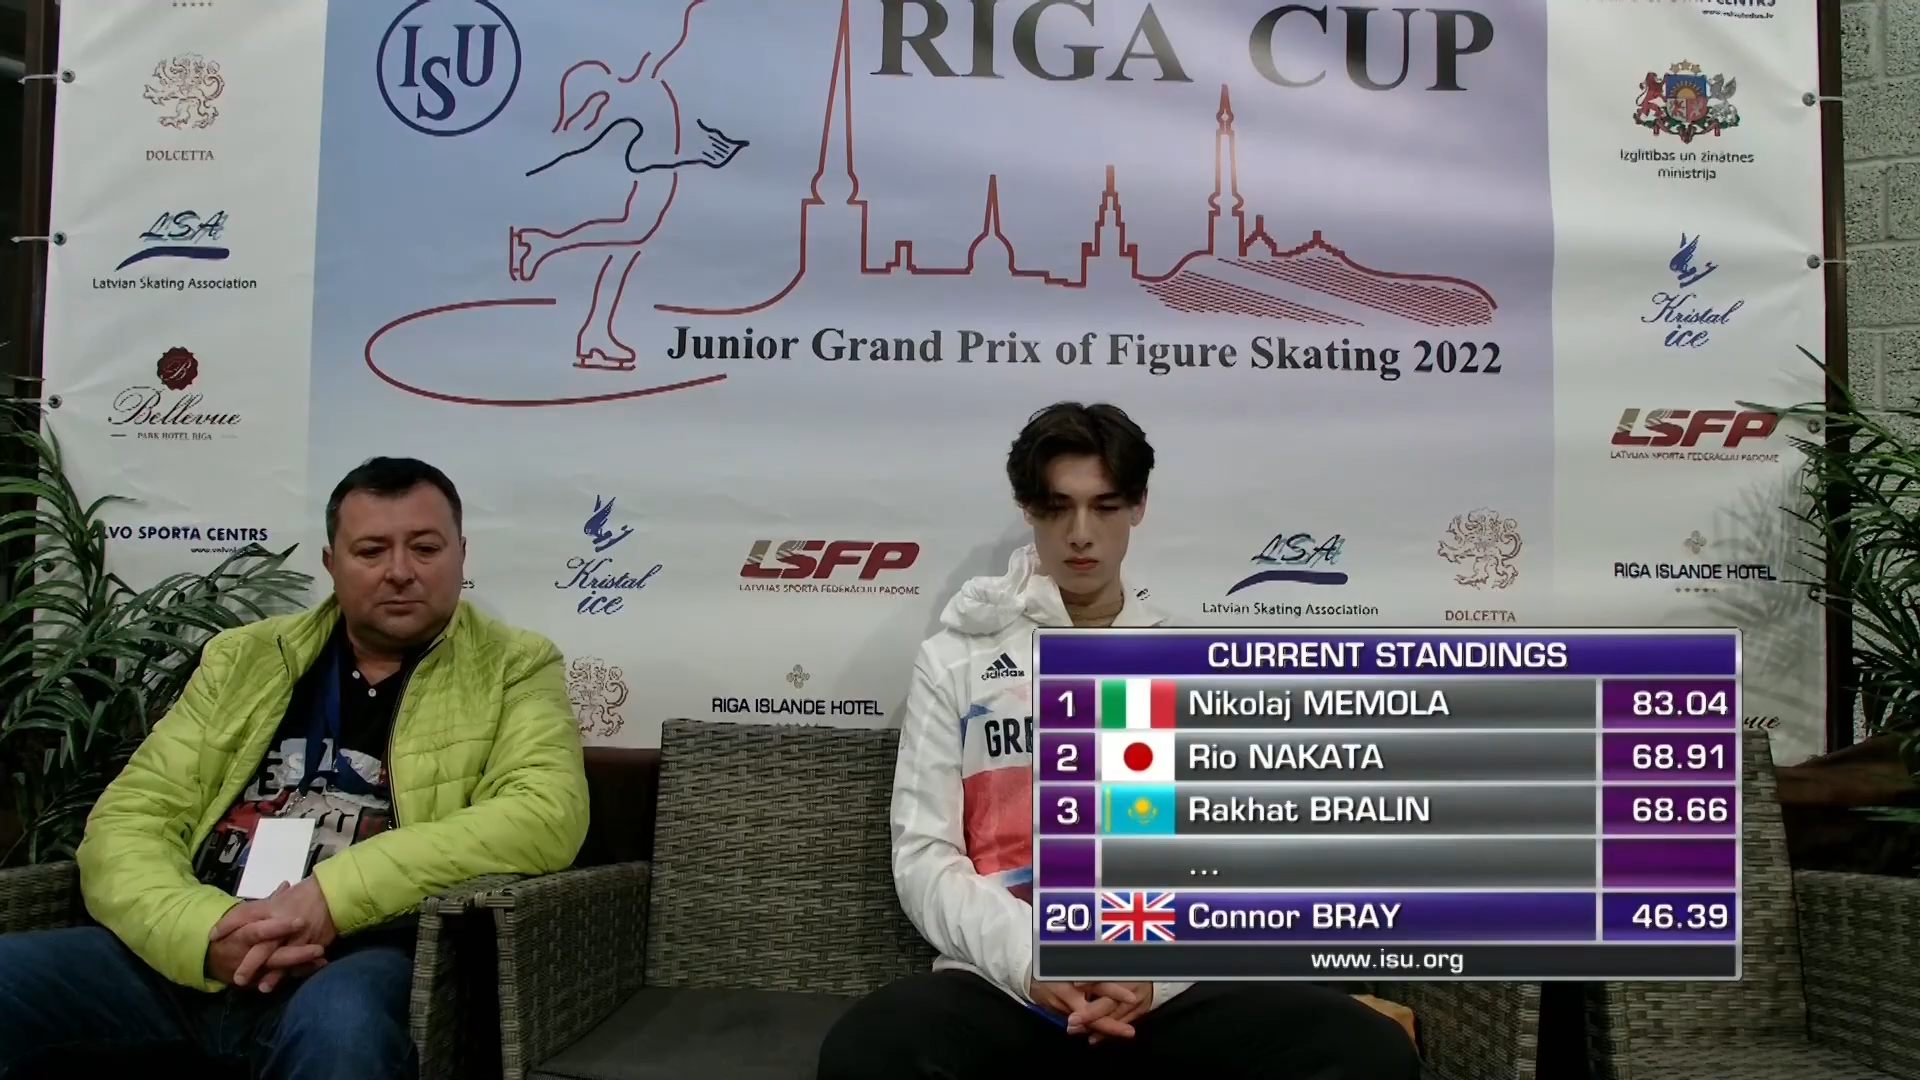 RIGA CUP
ISU
Junior Grand Prix of Figure Skating 2022
DOLCETTA
LSA
Latvian Skating Association
B
Bellevue
PARK HOTEL RIGA
LVO SPORTA CENTRS
Kristal
ice
LSFP
LATVIJAS SPORTA FEDERĀCIJU PADOME
RIGA ISLANDE HOTEL
LSA
Latvian Skating Association
DOLCETTA
RIGA ISLANDE HOTEL
Izglītības un zinātnes
ministrija
Kristal
ice
LSFP
LATVIJAS SPORTA FEDERĀCIJU PADOME
adidas
GRE
CURRENT STANDINGS
1 Nikolaj MEMOLA 83.04
2 Rio NAKATA 68.91
3 Rakhat BRALIN 68.66
...
20 Connor BRAY 46.39
www.isu.org